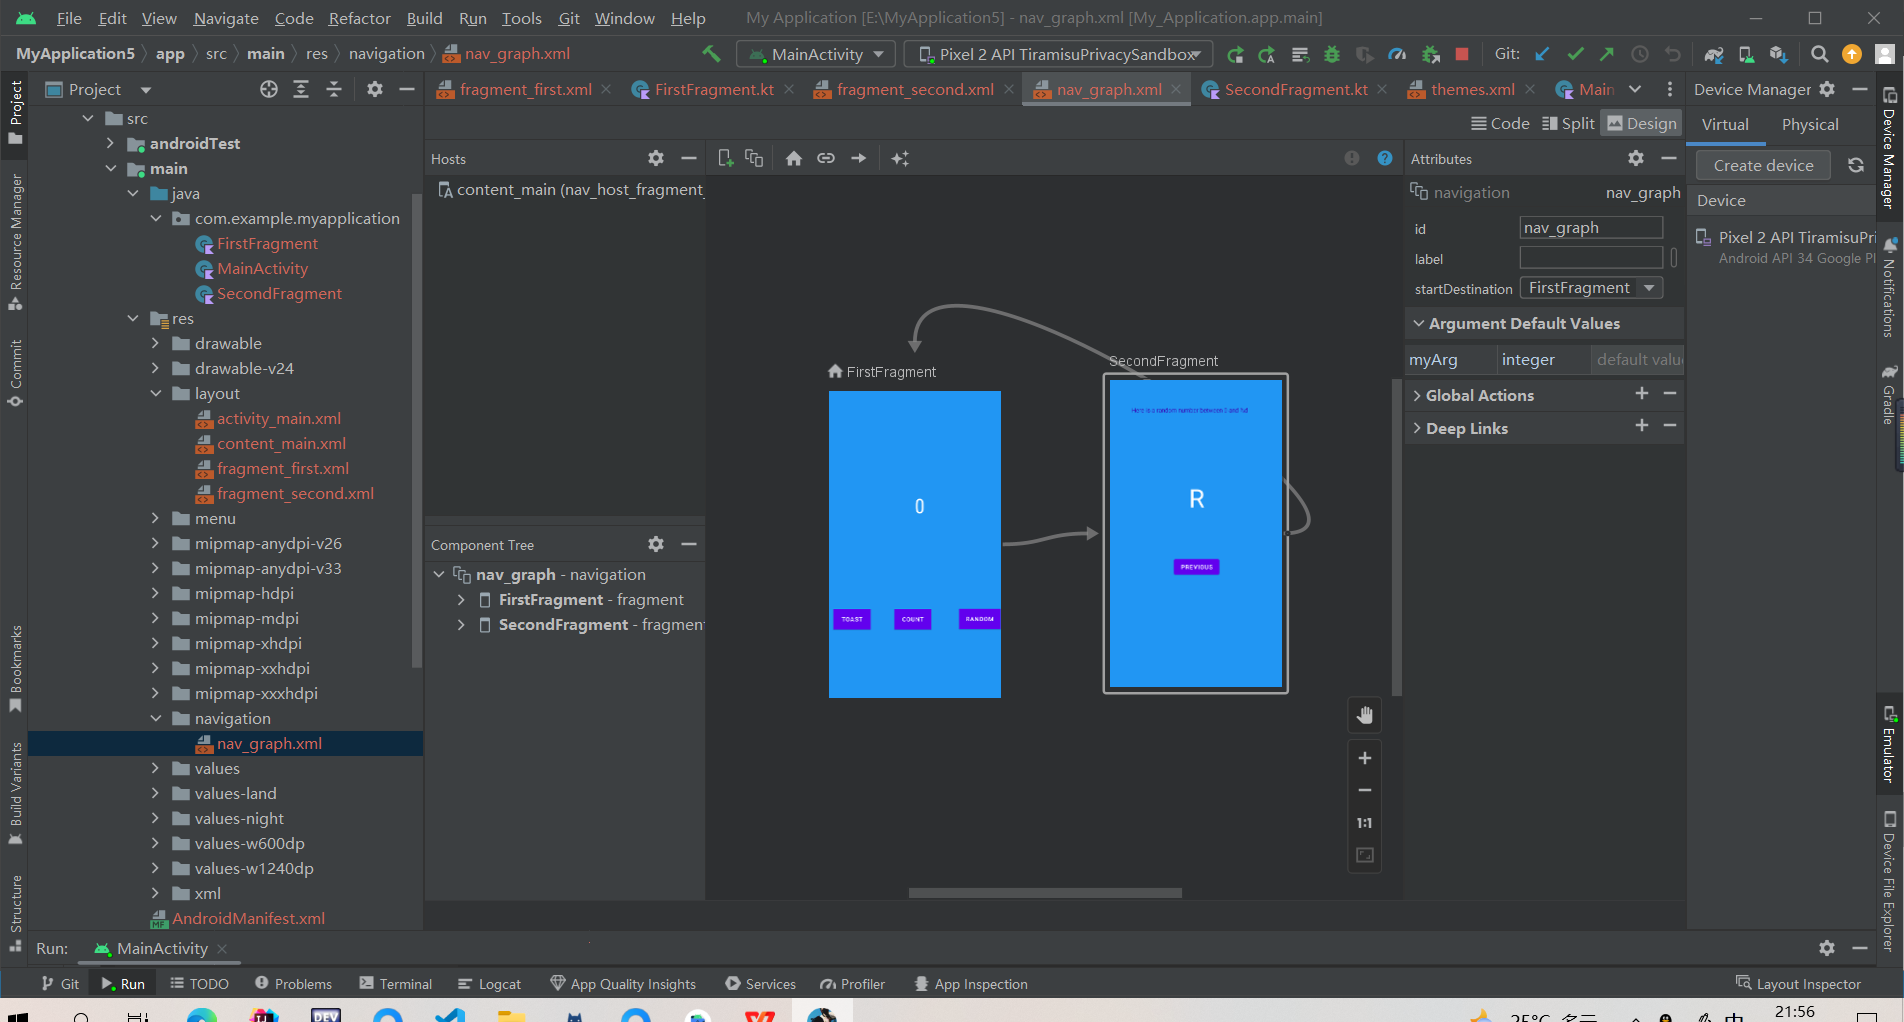 File Edit View Navigate Code Refactor Build Run Tools Git Window Help My Application [E:\MyApplication5] - nav_graph.xml [My_Application.app.main]
MyApplication5 app src main res navigation nav_graph.xml MainActivity Pixel 2 API TiramisuPrivacySandbox Git:
Project fragment_first.xml FirstFragment.kt fragment_second.xml nav_graph.xml SecondFragment.kt themes.xml Main Device Manager
Code Split Design
Virtual Physical
Hosts
Attributes
Create device
content_main (nav_host_fragment
navigation nav_graph
Device
id nav_graph
label
startDestination FirstFragment
Pixel 2 API TiramisuPri
Android API 34 Google Pl
Argument Default Values
myArg integer default valu
Global Actions
Deep Links
src
androidTest
main
java
com.example.myapplication
FirstFragment
MainActivity
SecondFragment
res
drawable
drawable-v24
layout
activity_main.xml
content_main.xml
fragment_first.xml
fragment_second.xml
menu
mipmap-anydpi-v26
mipmap-anydpi-v33
mipmap-hdpi
mipmap-mdpi
mipmap-xhdpi
mipmap-xxhdpi
mipmap-xxxhdpi
navigation
nav_graph.xml
values
values-land
values-night
values-w600dp
values-w1240dp
xml
AndroidManifest.xml
Component Tree
nav_graph - navigation
FirstFragment - fragment
SecondFragment - fragmen
FirstFragment
0
TOAST COUNT RANDOM
SecondFragment
Here is a random number between 0 and
R
PREVIOUS
1:1
Project
Resource Manager
Commit
Bookmarks
Build Variants
Structure
Device Manager
Notifications
Gradle
Emulator
Device File Explorer
Run: MainActivity
Git Run TODO Problems Terminal Logcat App Quality Insights Services Profiler App Inspection Layout Inspector
DEV
25°C 多云 中 21:56